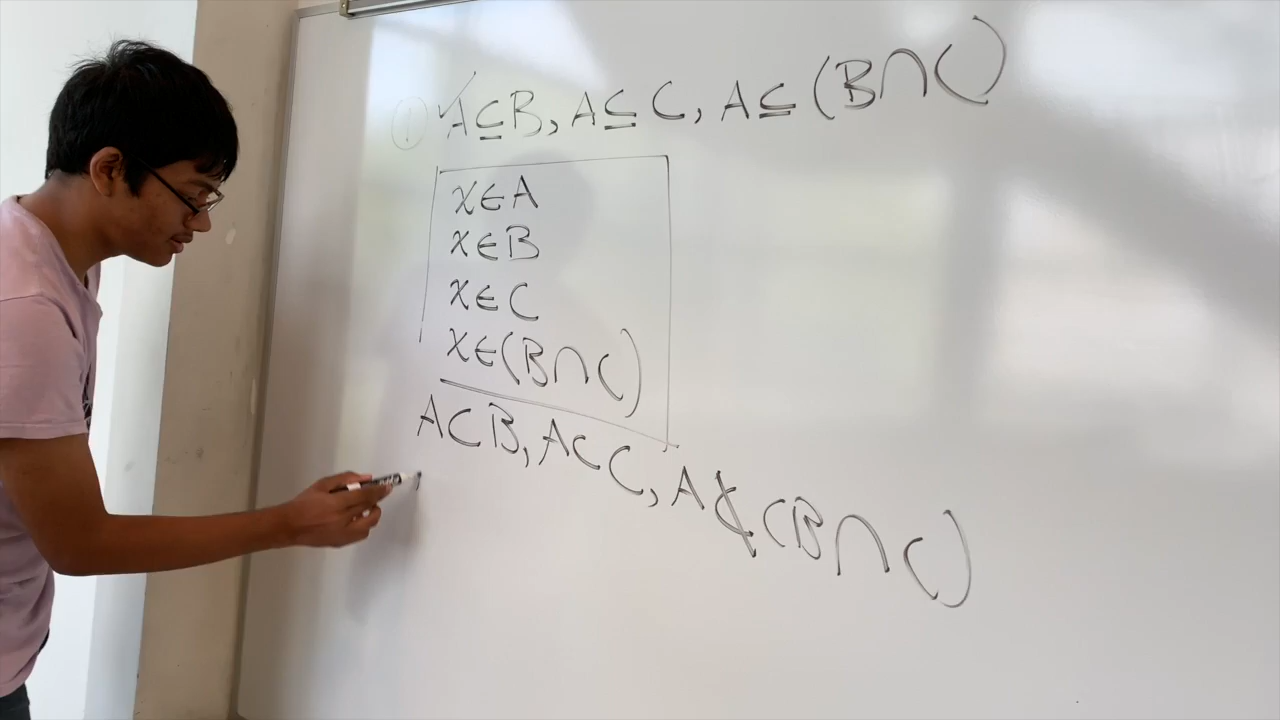 ① ✓A⊆B, A⊆C, A⊆(B∩C)
x∈A
x∈B
x∈C
x∈(B∩C)
A⊂B, A⊂C, A⊄(B∩C)